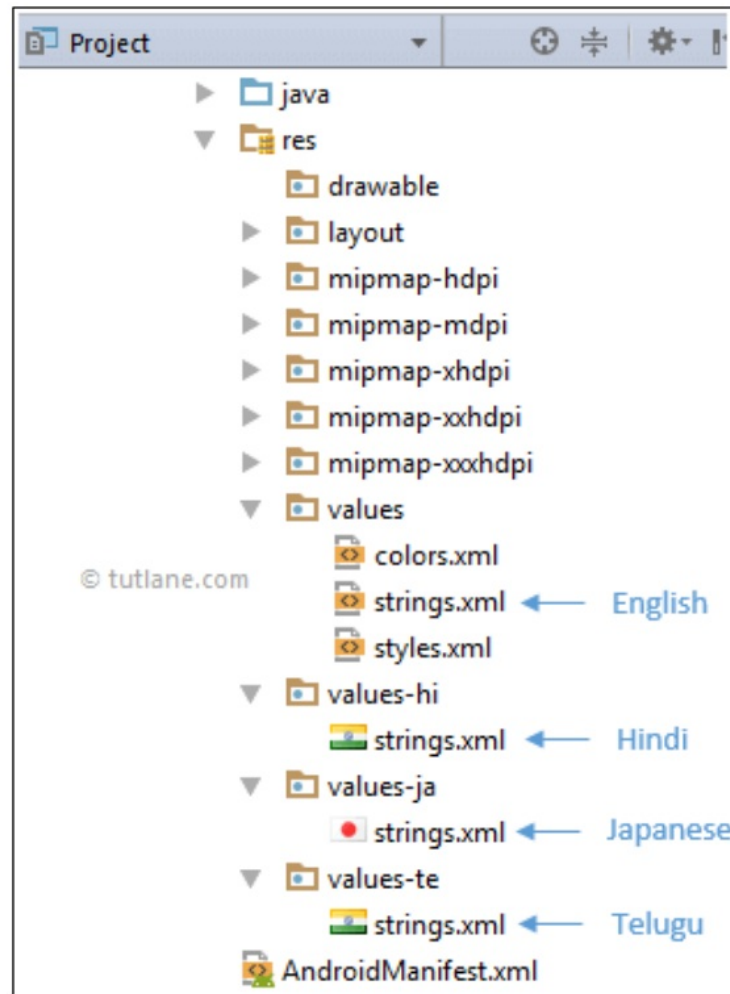 Project
java
res
drawable
layout
mipmap-hdpi
mipmap-mdpi
mipmap-xhdpi
mipmap-xxhdpi
mipmap-xxxhdpi
values
colors.xml
© tutlane.com
strings.xml English
styles.xml
values-hi
strings.xml Hindi
values-ja
strings.xml Japanese
values-te
strings.xml Telugu
AndroidManifest.xml